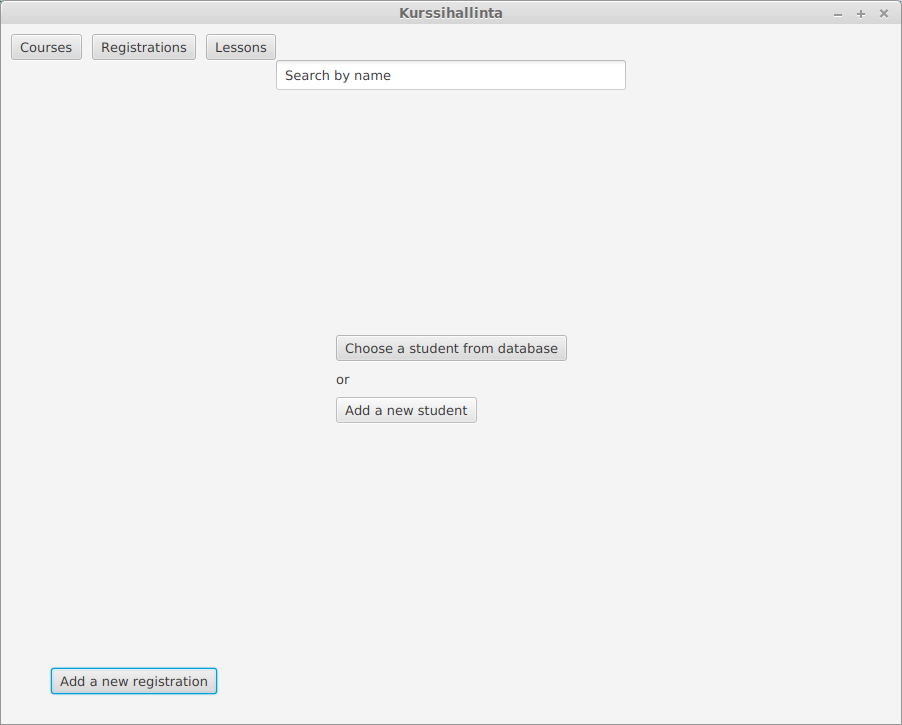 Kurssihallinta
Courses Registrations Lessons
Search by name
Choose a student from database
or
Add a new student
Add a new registration